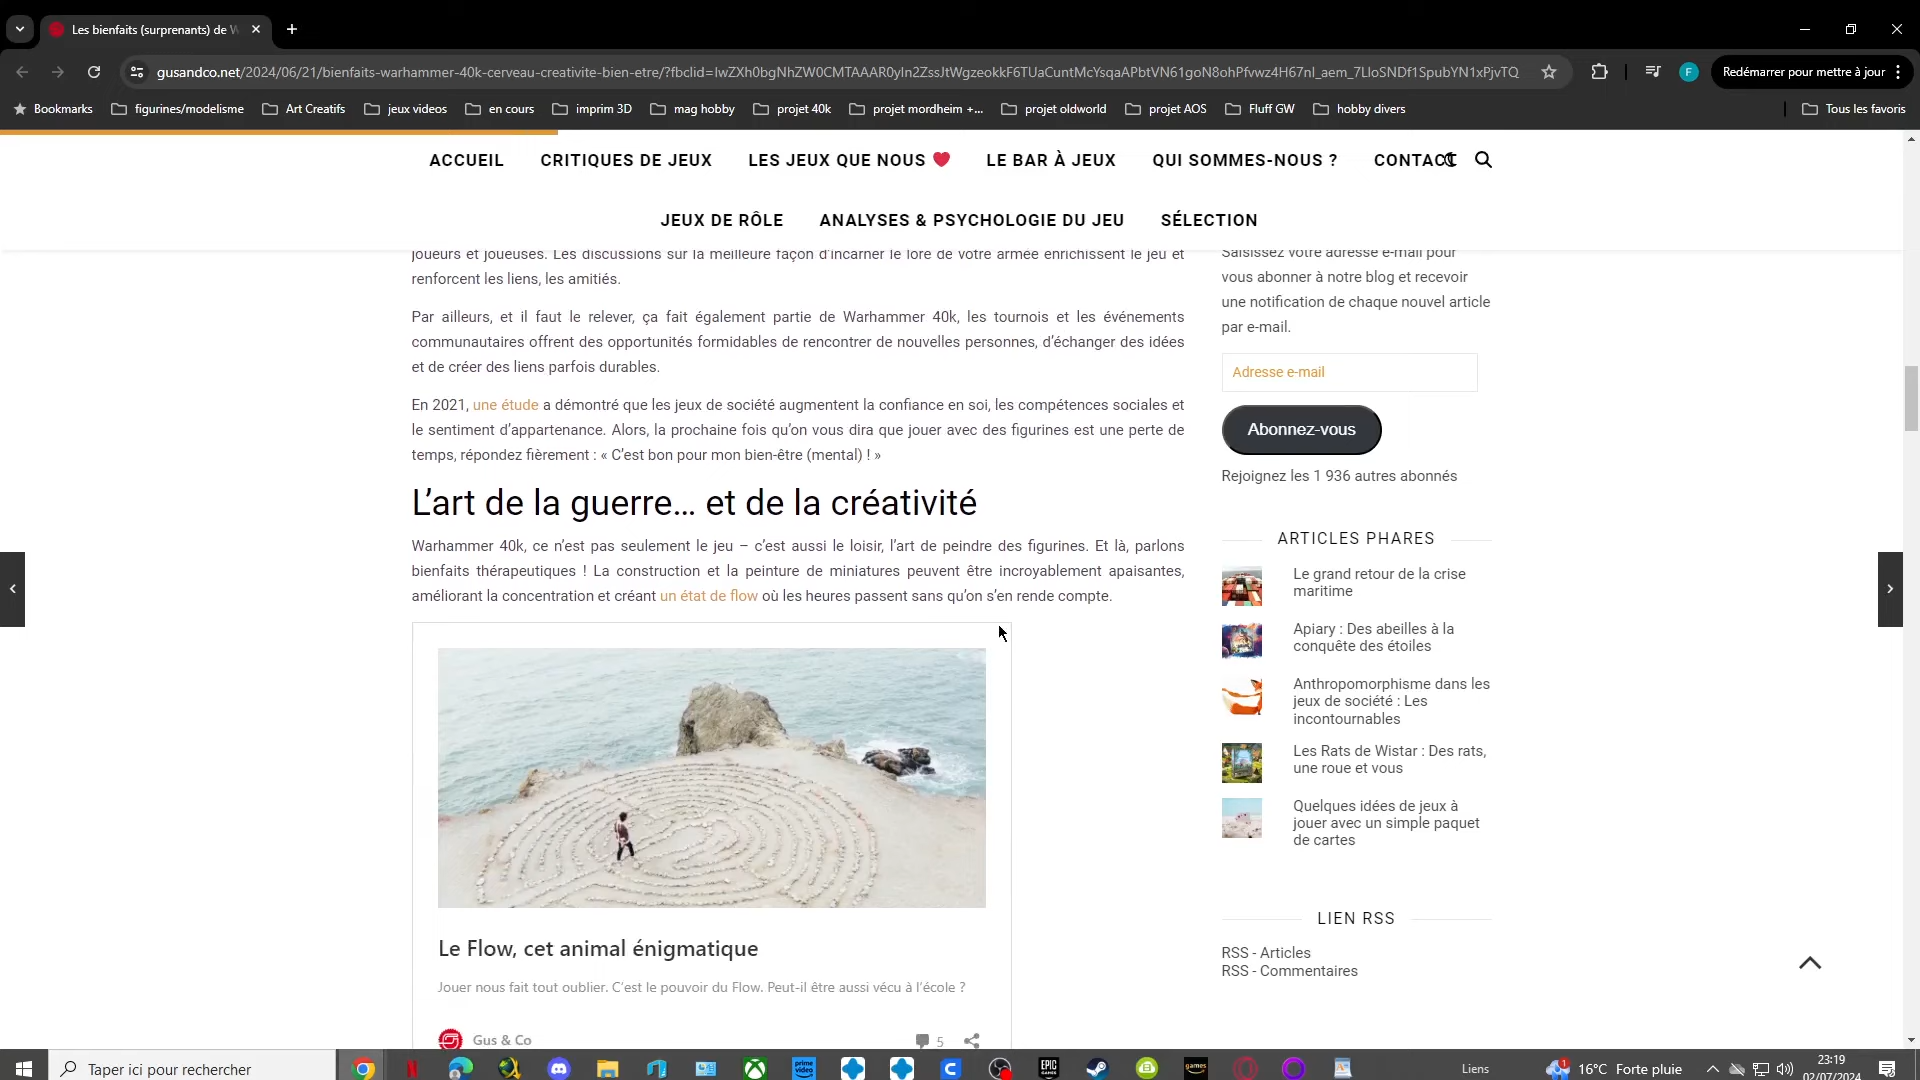 Les bienfaits (surprenants) de W
gusandco.net/2024/06/21/bienfaits-warhammer-40k-cerveau-creativite-bien-etre/?fbclid=IwZXh0bgNhZW0CMTAAAR0yIn2ZssJtWgzeokkF6TUaCuntMcYsqaAPbtVN61goN8ohPfvwz4H67nI_aem_7LIoSNDf1SpubYN1xPjvTQ
F
Redémarrer pour mettre à jour
Bookmarks
figurines/modelisme
Art Creatifs
jeux videos
en cours
imprim 3D
mag hobby
projet 40k
projet mordheim +...
projet oldworld
projet AOS
Fluff GW
hobby divers
Tous les favoris
ACCUEIL
CRITIQUES DE JEUX
LES JEUX QUE NOUS ❤
LE BAR À JEUX
QUI SOMMES-NOUS ?
CONTACT
JEUX DE RÔLE
ANALYSES & PSYCHOLOGIE DU JEU
SÉLECTION
joueurs et joueuses. Les discussions sur la meilleure façon d’incarner le lore de votre armée enrichissent le jeu et
renforcent les liens, les amitiés.
Par ailleurs, et il faut le relever, ça fait également partie de Warhammer 40k, les tournois et les événements
communautaires offrent des opportunités formidables de rencontrer de nouvelles personnes, d’échanger des idées
et de créer des liens parfois durables.
En 2021, une étude a démontré que les jeux de société augmentent la confiance en soi, les compétences sociales et
le sentiment d’appartenance. Alors, la prochaine fois qu’on vous dira que jouer avec des figurines est une perte de
temps, répondez fièrement : « C’est bon pour mon bien-être (mental) ! »
L’art de la guerre… et de la créativité
Warhammer 40k, ce n’est pas seulement le jeu – c’est aussi le loisir, l’art de peindre des figurines. Et là, parlons
bienfaits thérapeutiques ! La construction et la peinture de miniatures peuvent être incroyablement apaisantes,
améliorant la concentration et créant un état de flow où les heures passent sans qu’on s’en rende compte.
Le Flow, cet animal énigmatique
Jouer nous fait tout oublier. C’est le pouvoir du Flow. Peut-il être aussi vécu à l’école ?
Gus & Co
5
Saisissez votre adresse e-mail pour
vous abonner à notre blog et recevoir
une notification de chaque nouvel article
par e-mail.
Adresse e-mail
Abonnez-vous
Rejoignez les 1 936 autres abonnés
ARTICLES PHARES
Le grand retour de la crise
maritime
Apiary : Des abeilles à la
conquête des étoiles
Anthropomorphisme dans les
jeux de société : Les
incontournables
Les Rats de Wistar : Des rats,
une roue et vous
Quelques idées de jeux à
jouer avec un simple paquet
de cartes
LIEN RSS
RSS - Articles
RSS - Commentaires
Taper ici pour rechercher
prime video
EPIC GAMES
games
Liens
1
16°C Forte pluie
23:19
02/07/2024